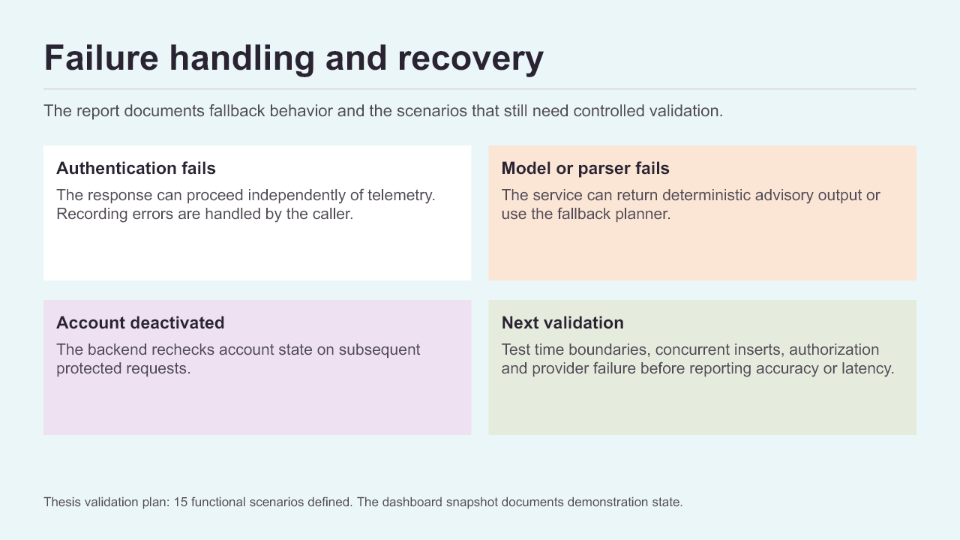 Failure handling and recovery
The report documents fallback behavior and the scenarios that still need controlled validation.
Authentication fails
The response can proceed independently of telemetry.
Recording errors are handled by the caller.
Model or parser fails
The service can return deterministic advisory output or
use the fallback planner.
Account deactivated
The backend rechecks account state on subsequent
protected requests.
Next validation
Test time boundaries, concurrent inserts, authorization
and provider failure before reporting accuracy or latency.
Thesis validation plan: 15 functional scenarios defined. The dashboard snapshot documents demonstration state.